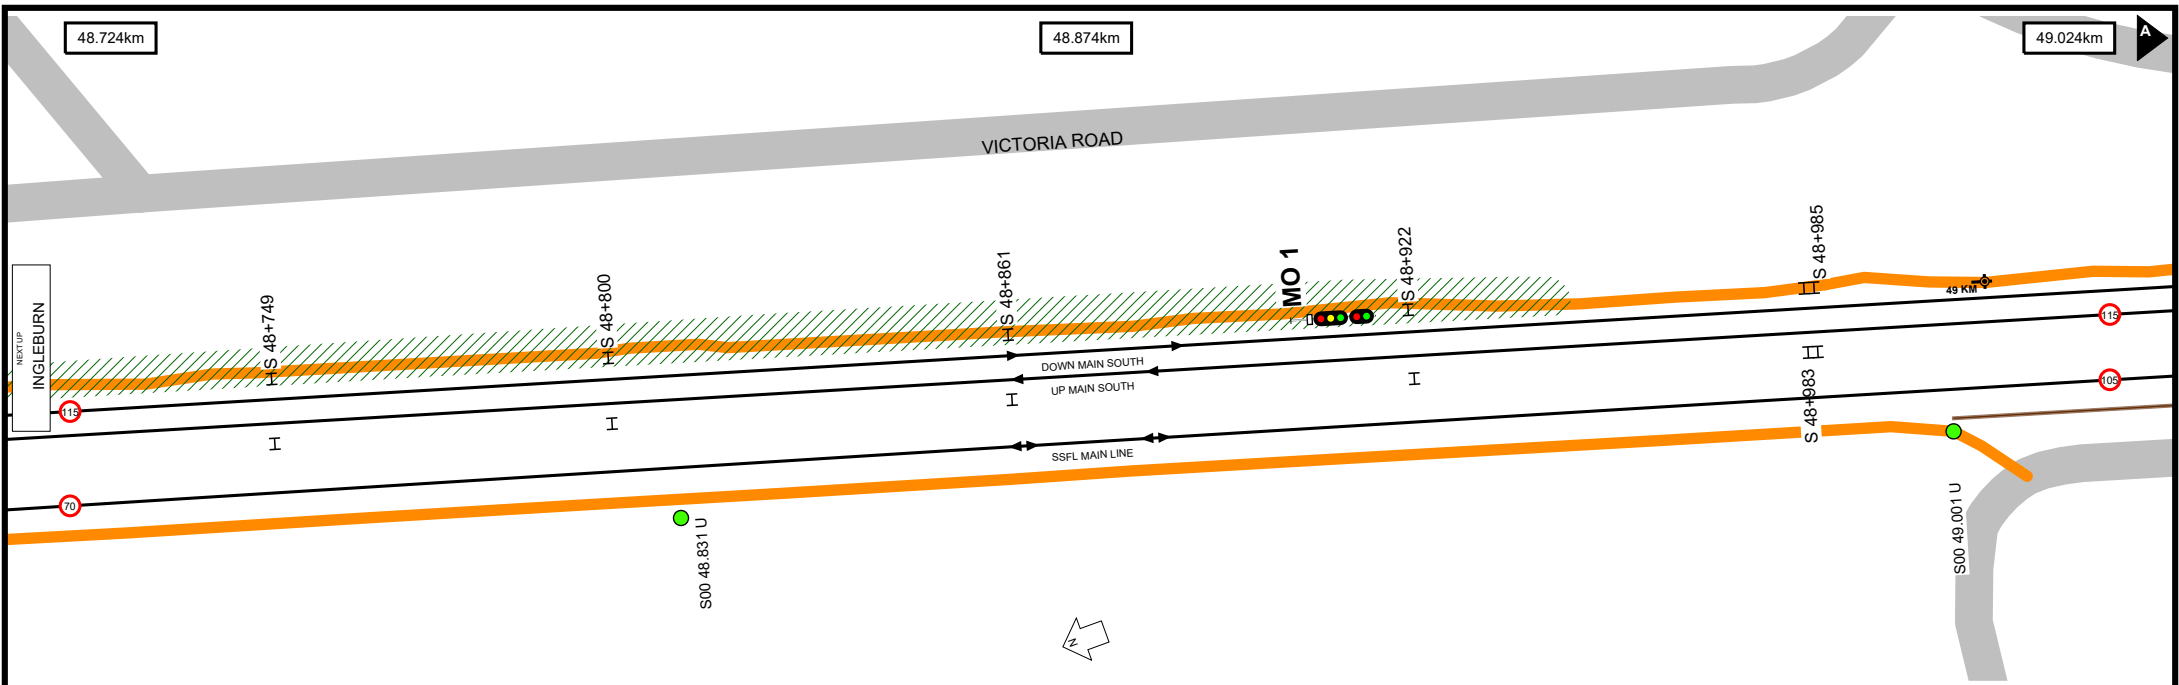 48.724km
48.874km
49.024km
A
VICTORIA ROAD
NEXT UP
INGLEBURN
S 48+749
S 48+800
S 48+861
MO 1
S 48+922
S 48+985
49 KM
115
DOWN MAIN SOUTH
UP MAIN SOUTH
115
105
S 48+983
SSFL MAIN LINE
70
S00 48.831 U
S00 49.001 U
N